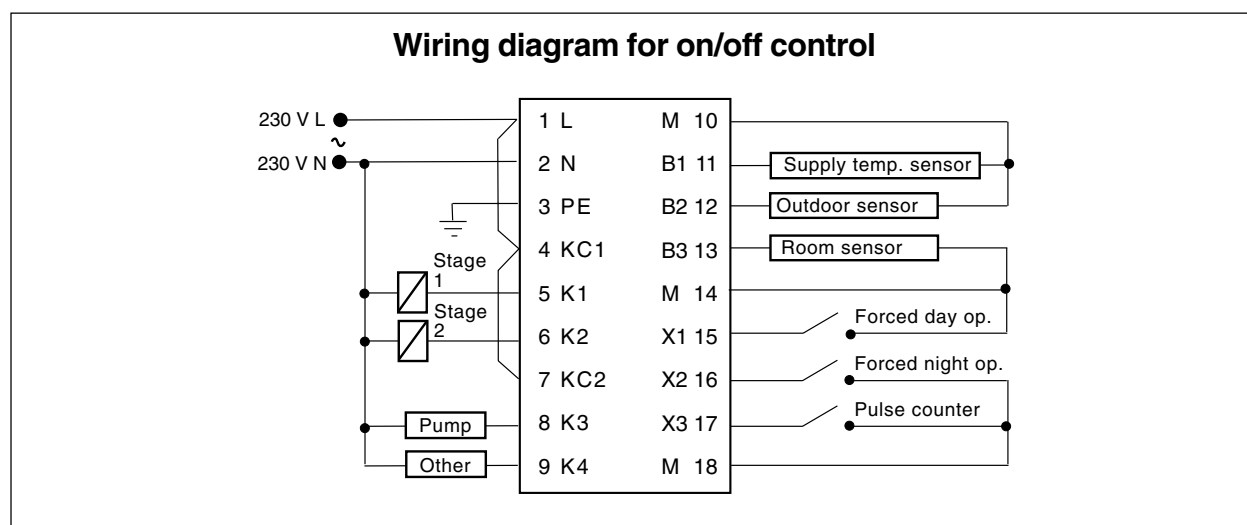 Wiring diagram for on/off control
230 V L
~
230 V N
1 L
2 N
3 PE
4 KC1
5 K1
6 K2
7 KC2
8 K3
9 K4
Stage
1
Stage
2
Pump
Other
M 10
B1 11
B2 12
B3 13
M 14
X1 15
X2 16
X3 17
M 18
Supply temp. sensor
Outdoor sensor
Room sensor
Forced day op.
Forced night op.
Pulse counter